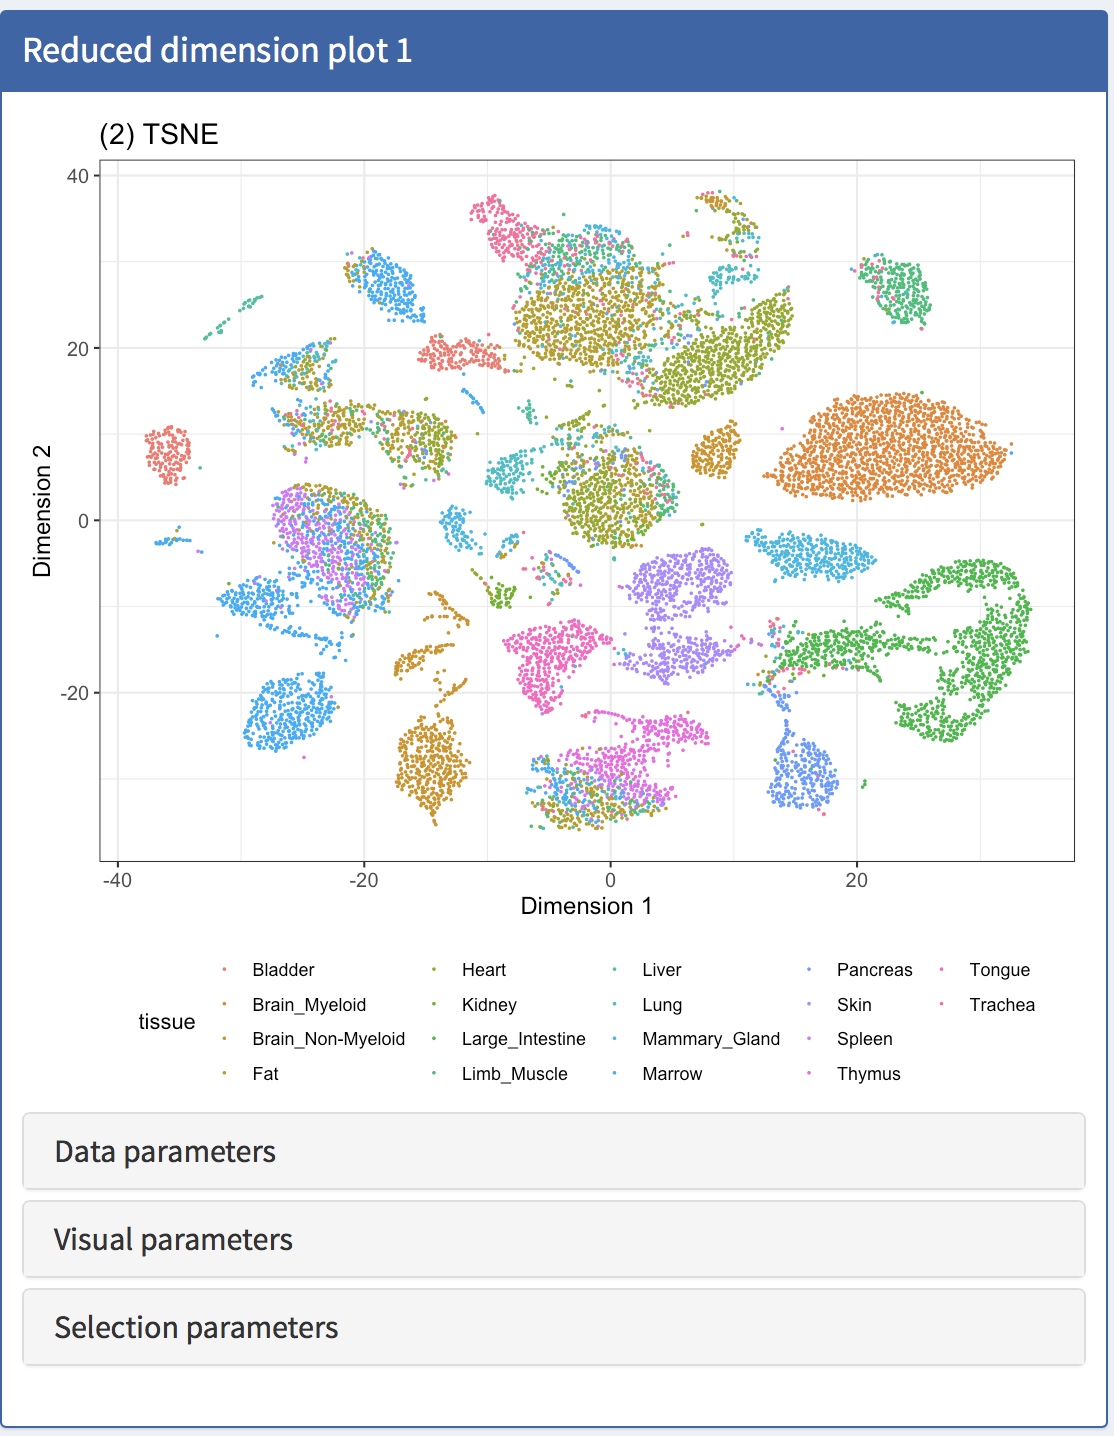 Reduced dimension plot 1
(2) TSNE
40
20
0
-20
Dimension 2
-40
-20
0
20
Dimension 1
tissue
Bladder
Brain_Myeloid
Brain_Non-Myeloid
Fat
Heart
Kidney
Large_Intestine
Limb_Muscle
Liver
Lung
Mammary_Gland
Marrow
Pancreas
Skin
Spleen
Thymus
Tongue
Trachea
Data parameters
Visual parameters
Selection parameters